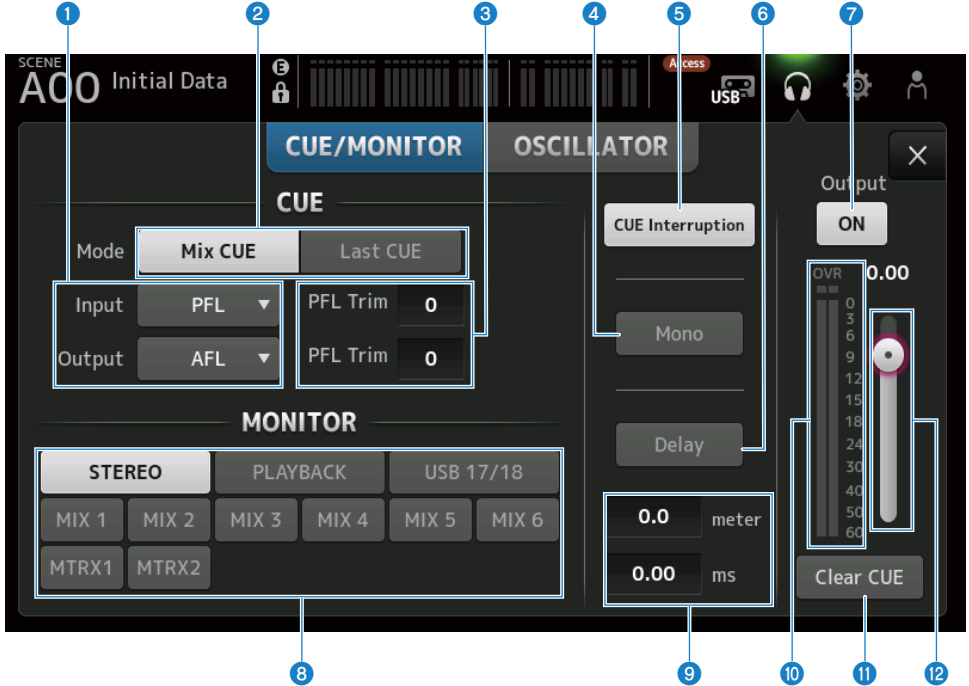 1 2 3 4 5 6 7
SCENE
A00 Initial Data
E
Access
USB
CUE/MONITOR OSCILLATOR
×
CUE
Output
Mode Mix CUE Last CUE
CUE Interruption
ON
Input PFL ▼ PFL Trim 0
OVR 0.00
Output AFL ▼ PFL Trim 0
Mono
0
3
6
9
12
15
18
24
30
40
50
60
MONITOR
STEREO PLAYBACK USB 17/18
Delay
MIX 1 MIX 2 MIX 3 MIX 4 MIX 5 MIX 6
0.0 meter
MTRX1 MTRX2
0.00 ms
Clear CUE
8 9 10 11 12